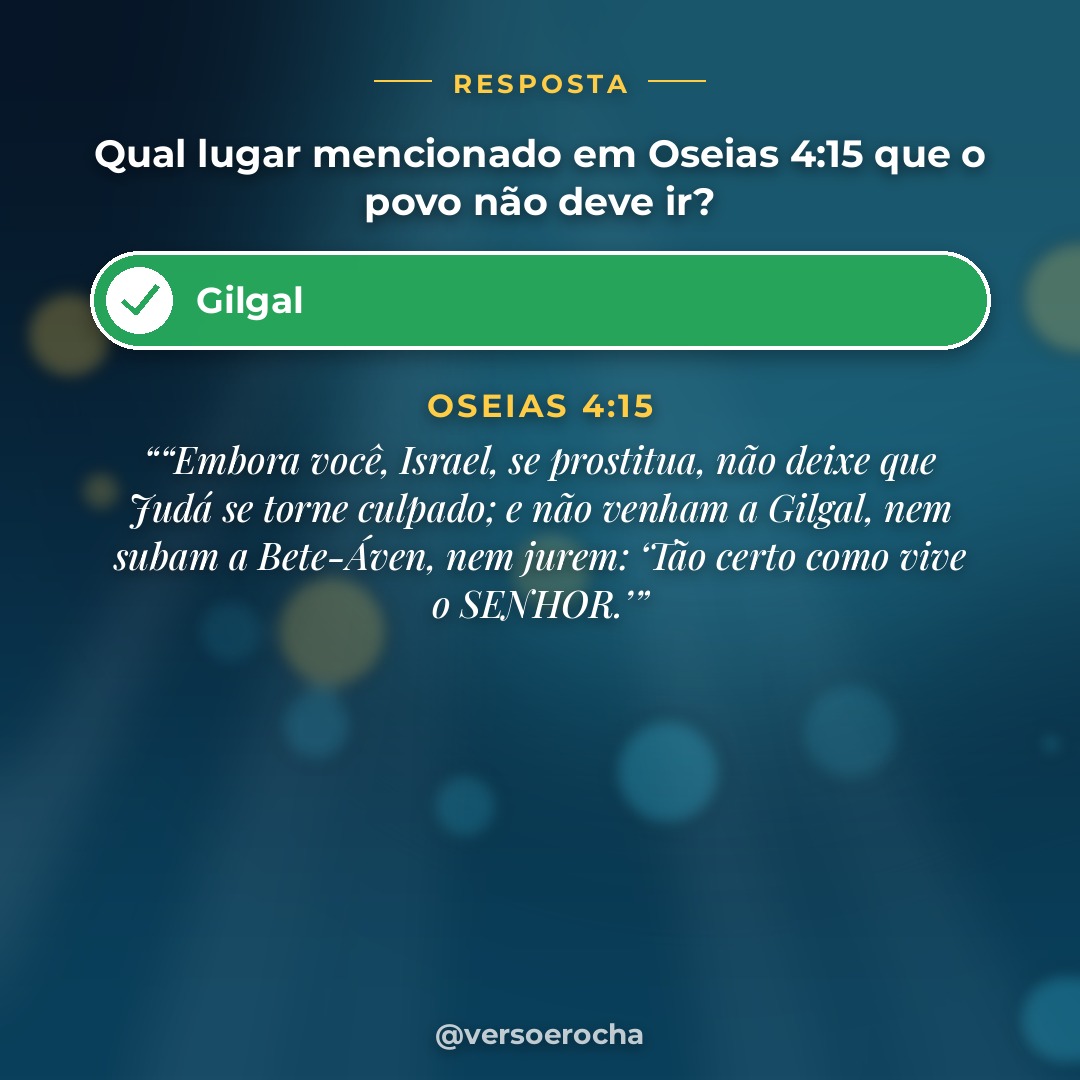 RESPOSTA
Qual lugar mencionado em Oseias 4:15 que o
povo não deve ir?
Gilgal
OSEIAS 4:15
““Embora você, Israel, se prostitua, não deixe que
Judá se torne culpado; e não venham a Gilgal, nem
subam a Bete-Áven, nem jurem: ‘Tão certo como vive
o SENHOR.’”
@versoerocha